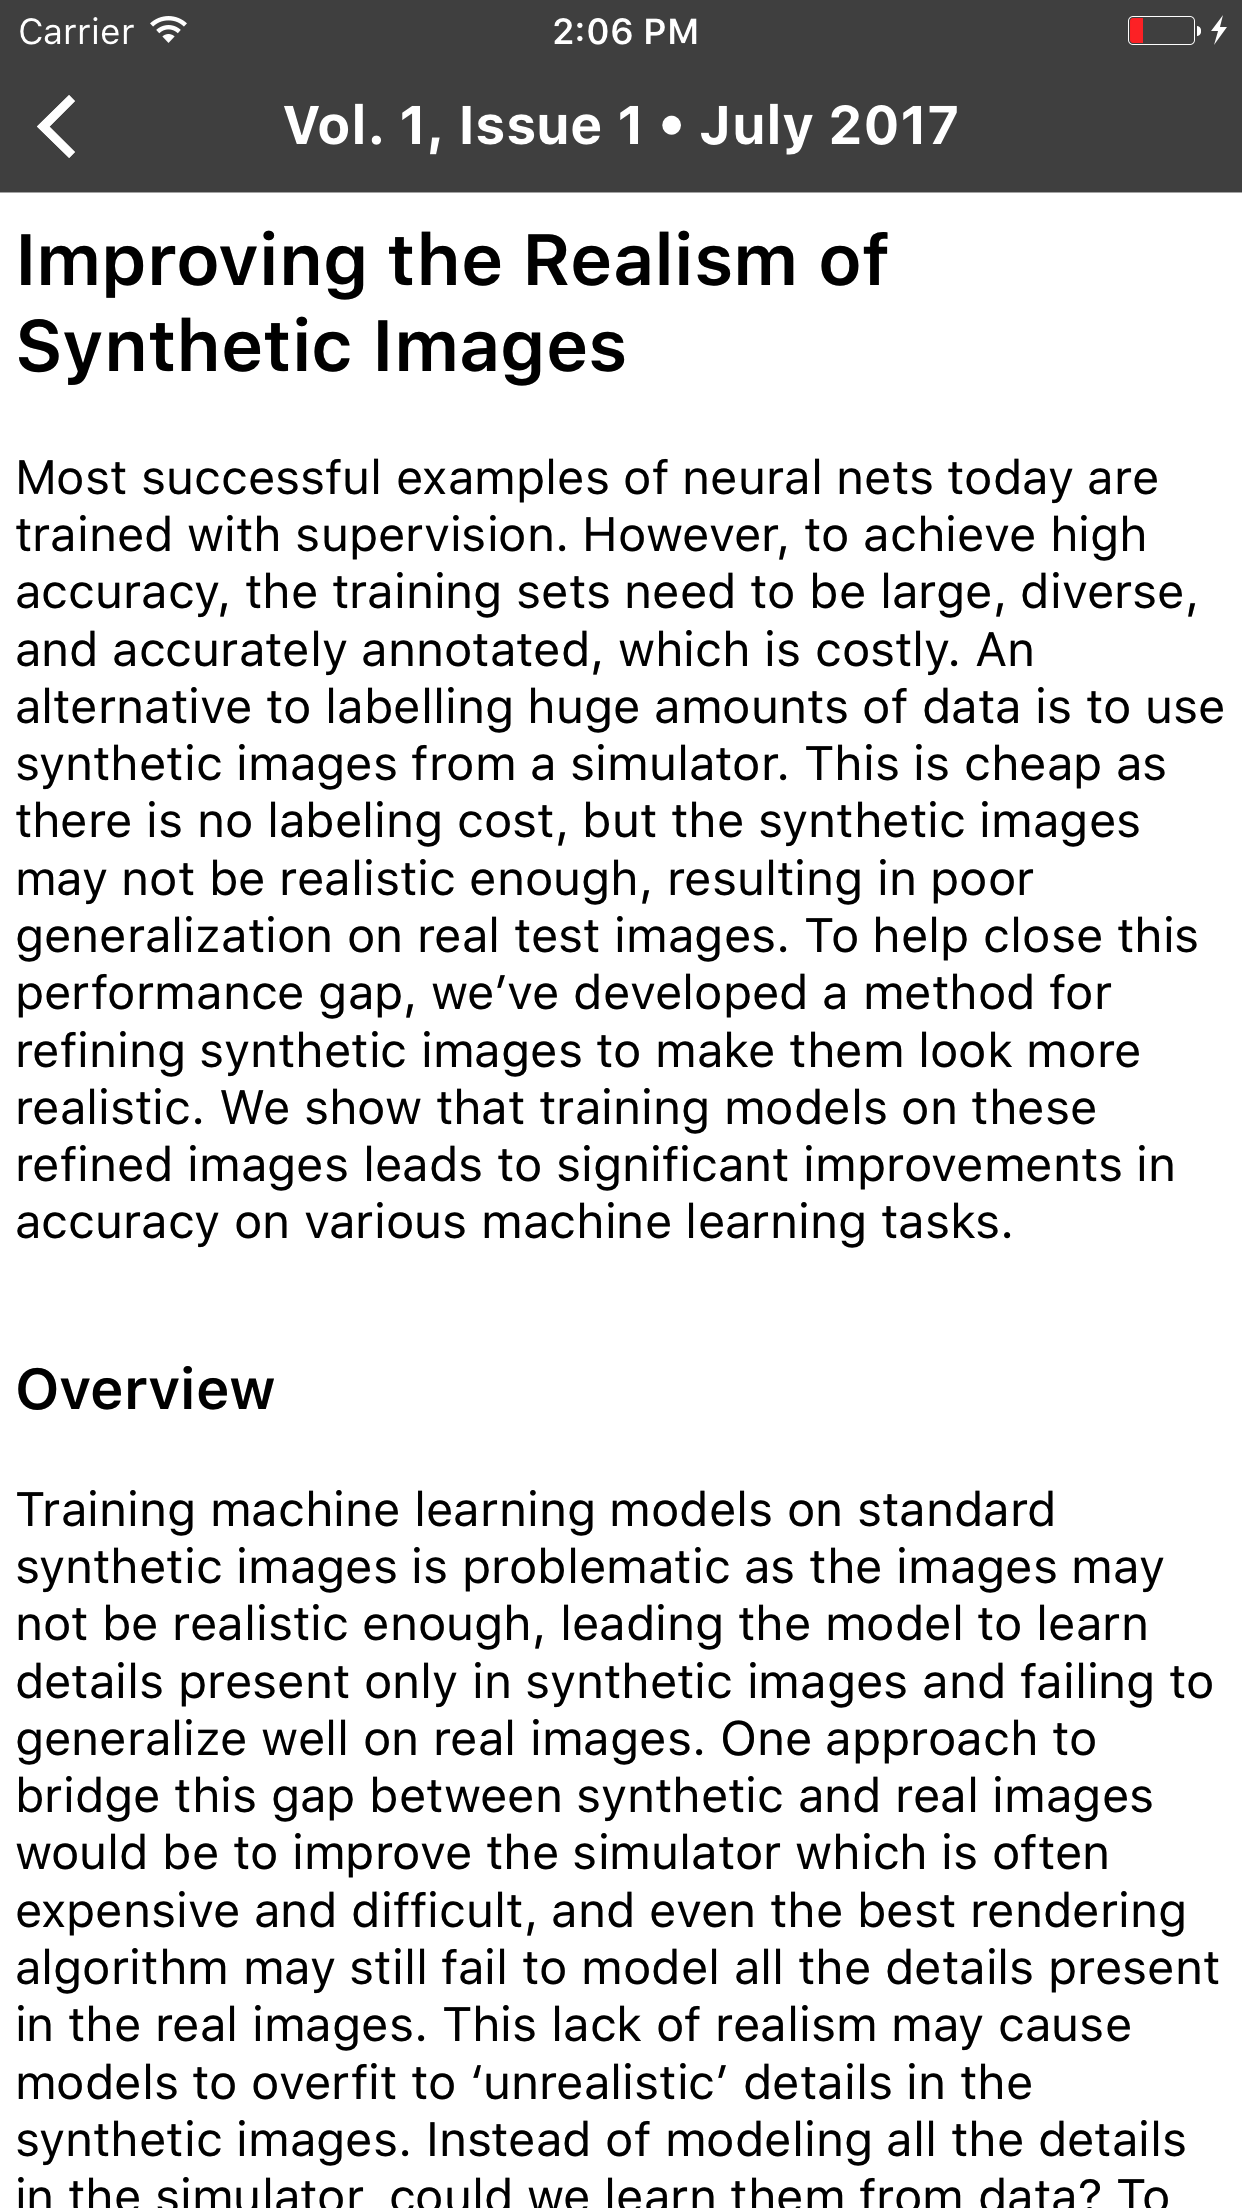 Carrier
2:06 PM
Vol. 1, Issue 1 • July 2017
Improving the Realism of
Synthetic Images
Most successful examples of neural nets today are
trained with supervision. However, to achieve high
accuracy, the training sets need to be large, diverse,
and accurately annotated, which is costly. An
alternative to labelling huge amounts of data is to use
synthetic images from a simulator. This is cheap as
there is no labeling cost, but the synthetic images
may not be realistic enough, resulting in poor
generalization on real test images. To help close this
performance gap, we’ve developed a method for
refining synthetic images to make them look more
realistic. We show that training models on these
refined images leads to significant improvements in
accuracy on various machine learning tasks.
Overview
Training machine learning models on standard
synthetic images is problematic as the images may
not be realistic enough, leading the model to learn
details present only in synthetic images and failing to
generalize well on real images. One approach to
bridge this gap between synthetic and real images
would be to improve the simulator which is often
expensive and difficult, and even the best rendering
algorithm may still fail to model all the details present
in the real images. This lack of realism may cause
models to overfit to ‘unrealistic’ details in the
synthetic images. Instead of modeling all the details
in the simulator, could we learn them from data? To